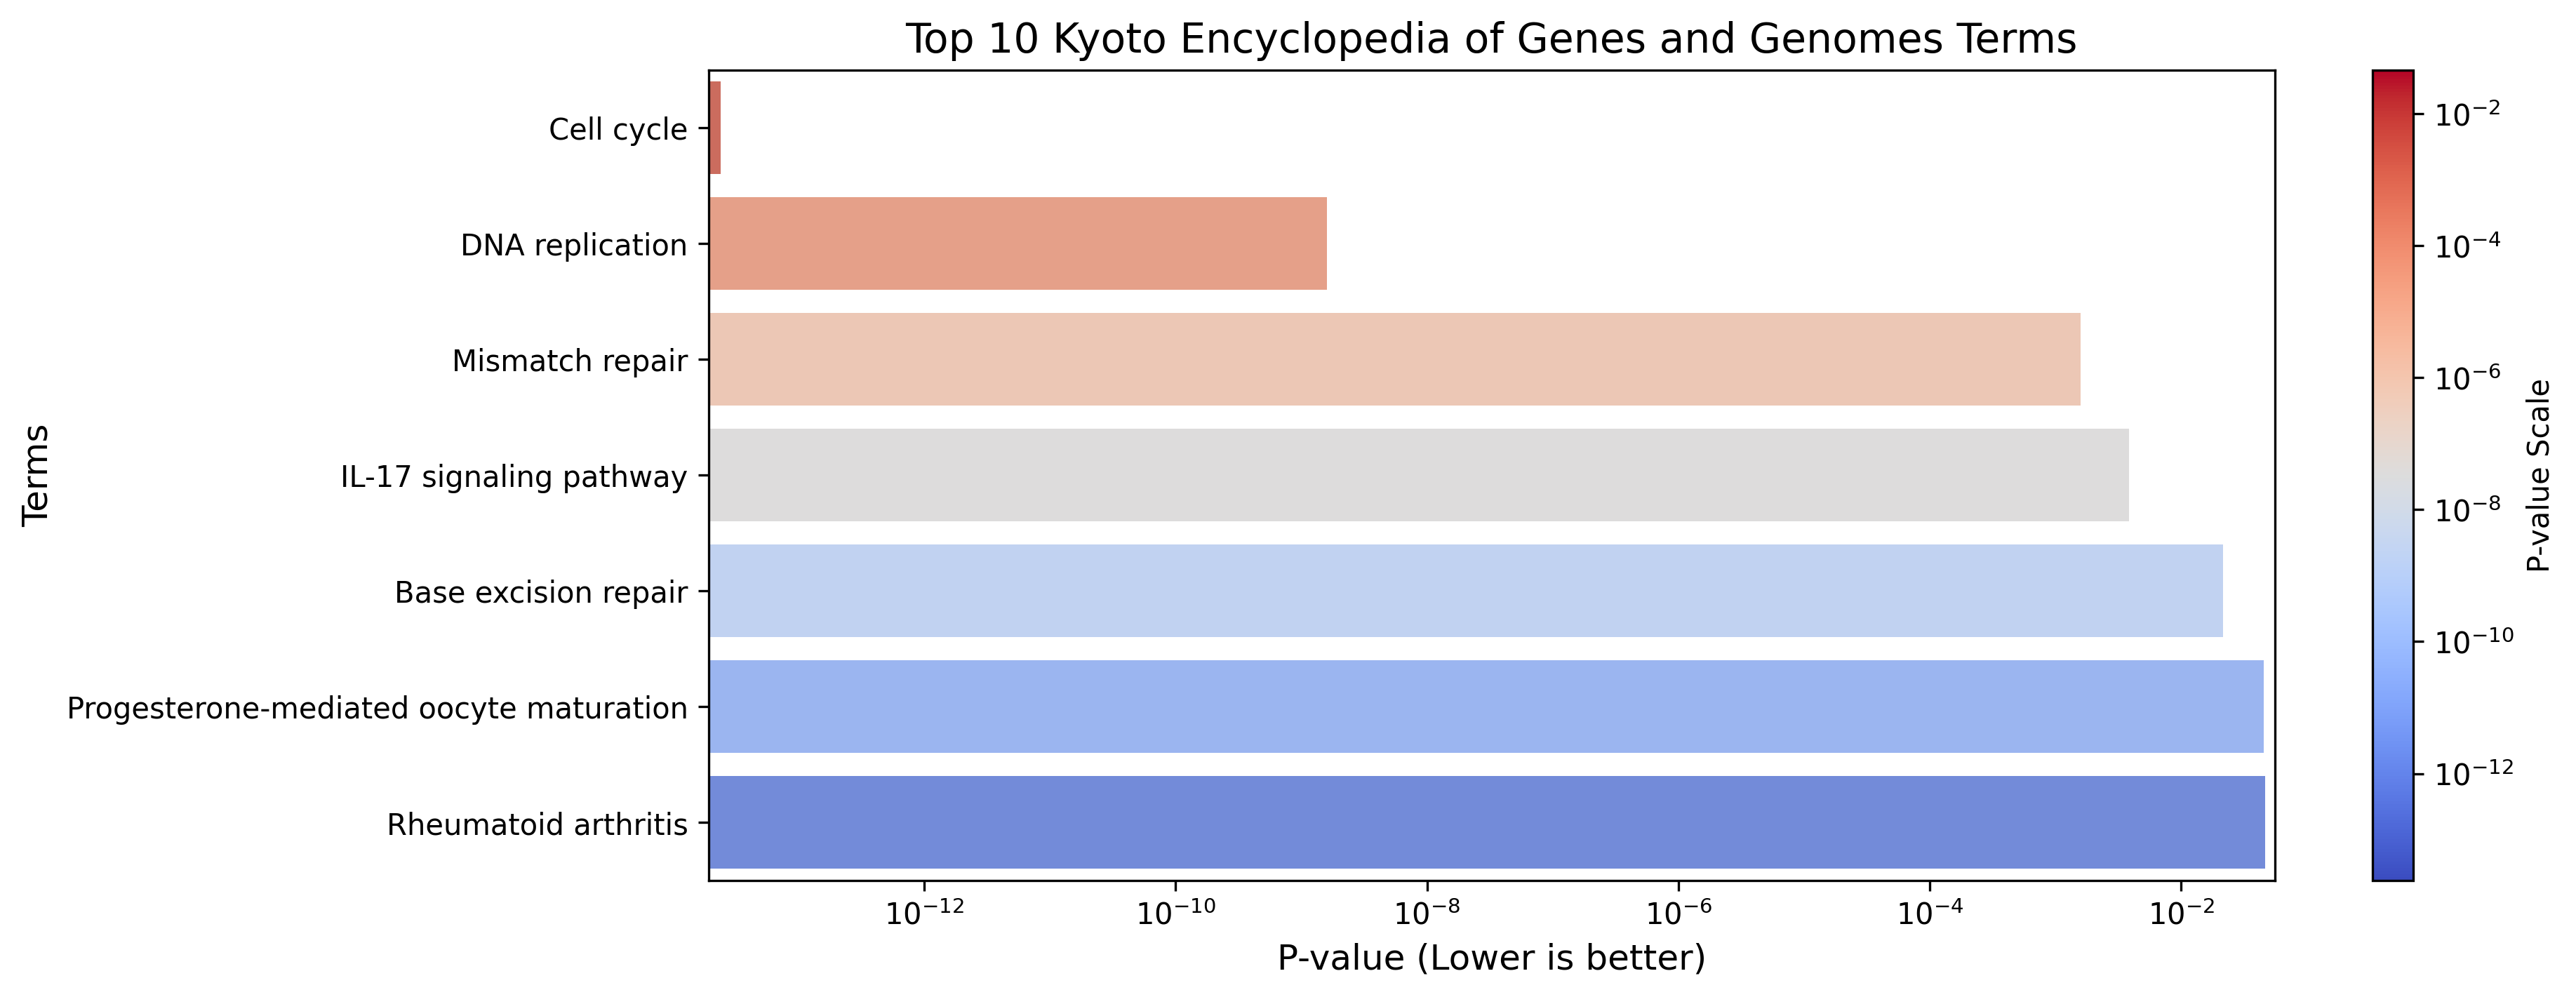 Top 10 Kyoto Encyclopedia of Genes and Genomes Terms
Terms
Cell cycle
DNA replication
Mismatch repair
IL-17 signaling pathway
Base excision repair
Progesterone-mediated oocyte maturation
Rheumatoid arthritis
10⁻¹² 10⁻¹⁰ 10⁻⁸ 10⁻⁶ 10⁻⁴ 10⁻²
P-value (Lower is better)
10⁻²
10⁻⁴
10⁻⁶
10⁻⁸
10⁻¹⁰
10⁻¹²
P-value Scale